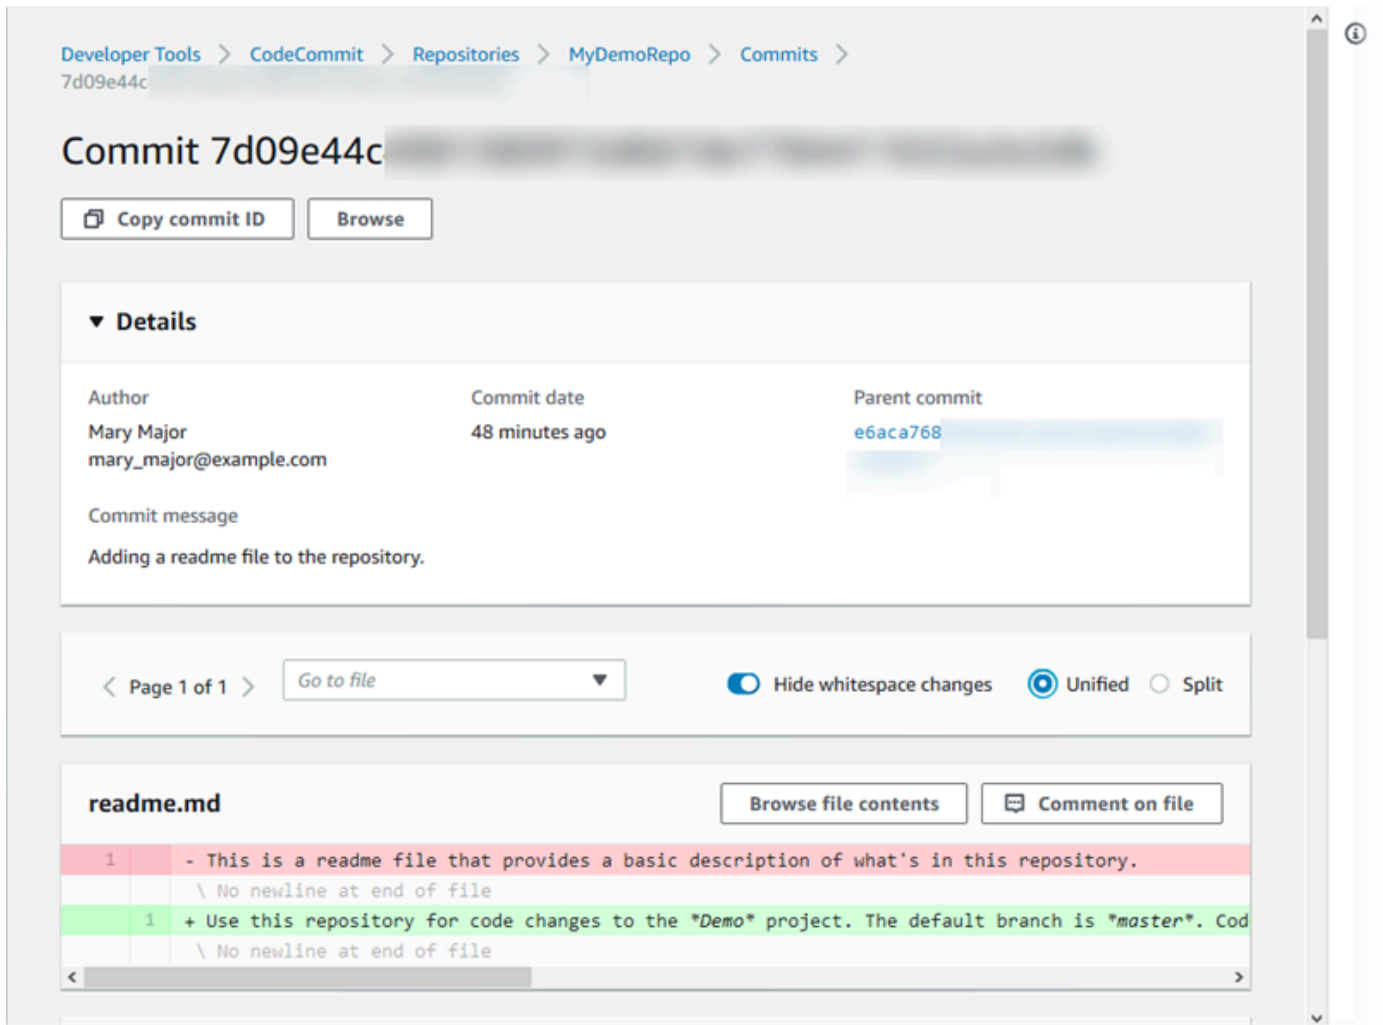 Developer Tools > CodeCommit > Repositories > MyDemoRepo > Commits >
7d09e44c
Commit 7d09e44c
Copy commit ID Browse
Details
Author Commit date Parent commit
Mary Major 48 minutes ago e6aca768
mary_major@example.com
Commit message
Adding a readme file to the repository.
< Page 1 of 1 > Go to file Hide whitespace changes Unified Split
readme.md Browse file contents Comment on file
1 - This is a readme file that provides a basic description of what's in this repository.
\ No newline at end of file
1 + Use this repository for code changes to the *Demo* project. The default branch is *master*. Cod
\ No newline at end of file